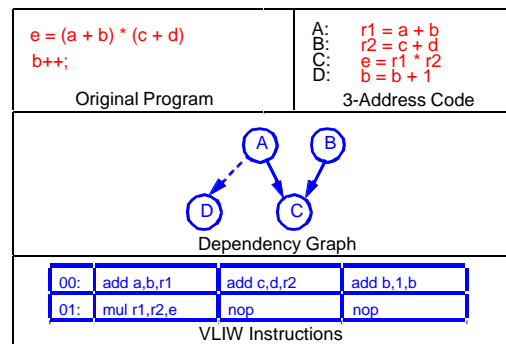 e = (a + b) * (c + d)
b++;
Original Program
A: r1 = a + b
B: r2 = c + d
C: e = r1 * r2
D: b = b + 1
3-Address Code
A B
D C
Dependency Graph
00: add a,b,r1 add c,d,r2 add b,1,b
01: mul r1,r2,e nop nop
VLIW Instructions